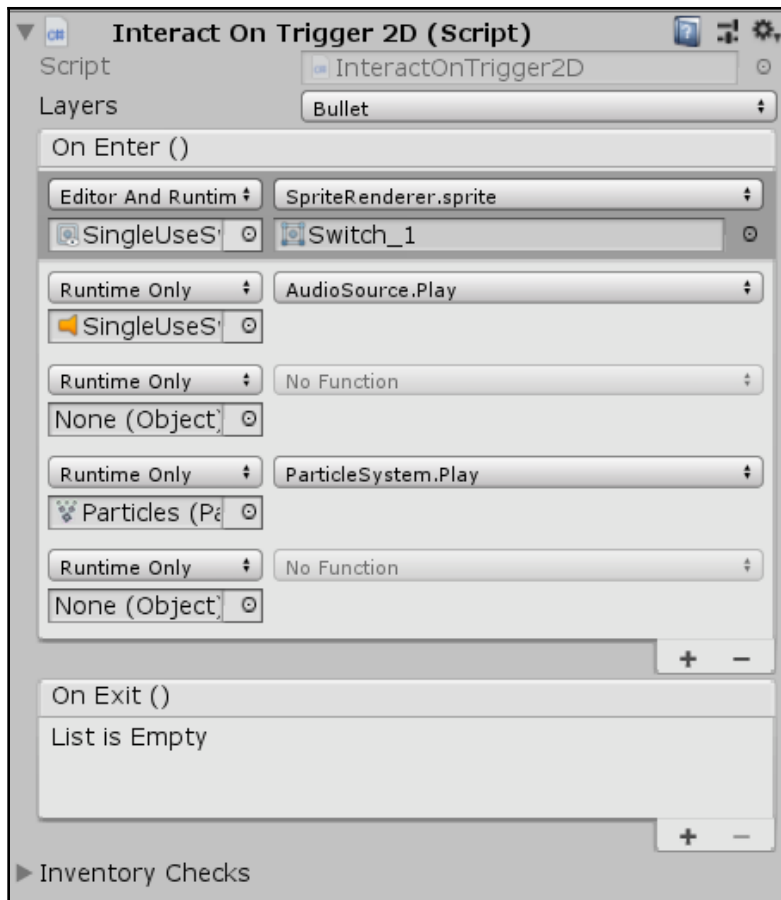 Interact On Trigger 2D (Script)
Script InteractOnTrigger2D
Layers Bullet
On Enter ()
Editor And Runtim SpriteRenderer.sprite
SingleUseS Switch_1
Runtime Only AudioSource.Play
SingleUseS
Runtime Only No Function
None (Object)
Runtime Only ParticleSystem.Play
Particles (Pa
Runtime Only No Function
None (Object)
+ −
On Exit ()
List is Empty
+ −
Inventory Checks